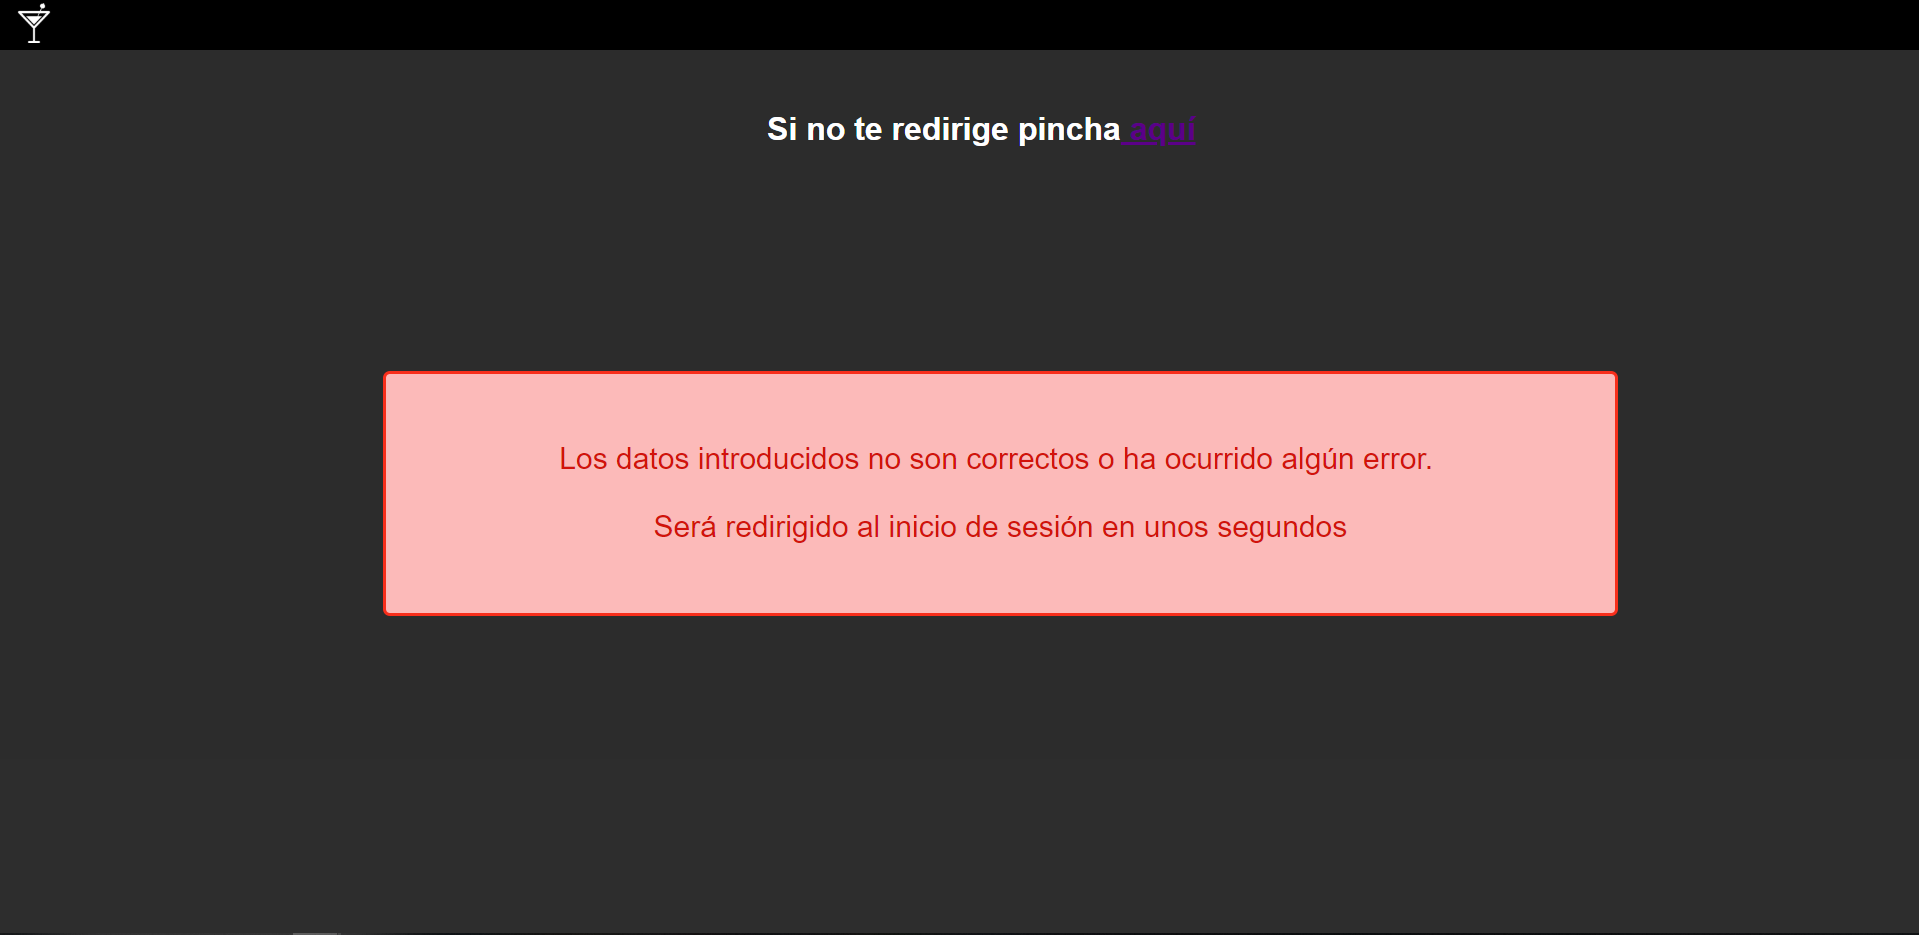 Si no te redirige pincha aquí
Los datos introducidos no son correctos o ha ocurrido algún error.
Será redirigido al inicio de sesión en unos segundos